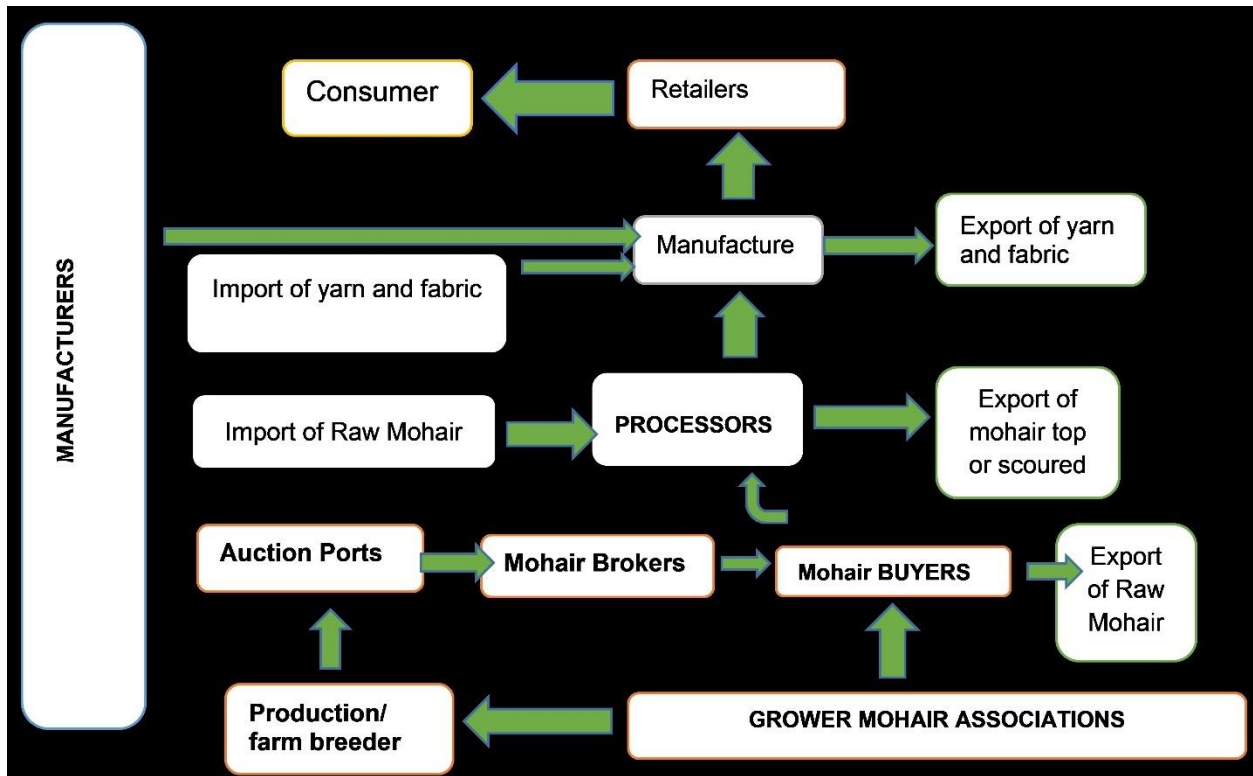 MANUFACTURERS
Consumer
Retailers
Manufacture
Export of yarn
and fabric
Import of yarn and fabric
Import of Raw Mohair
PROCESSORS
Export of
mohair top
or scoured
Auction Ports
Mohair Brokers
Mohair BUYERS
Export
of Raw
Mohair
Production/
farm breeder
GROWER MOHAIR ASSOCIATIONS